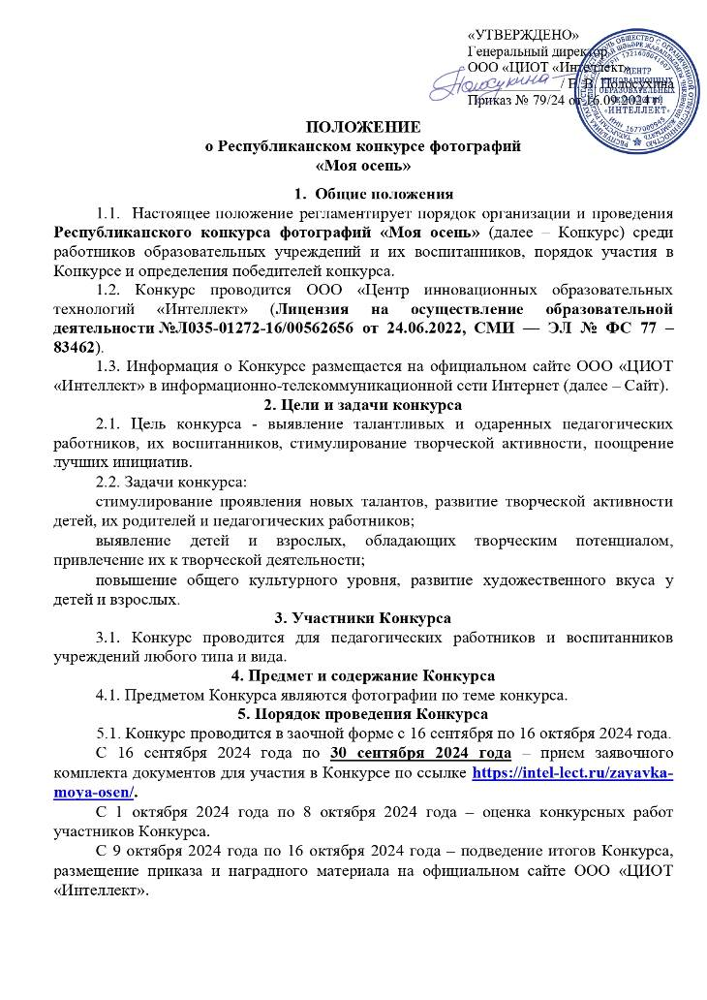 «УТВЕРЖДЕНО»
Генеральный директор
ООО «ЦИОТ «Интеллект»
/ Е. В. Полосухина
Приказ № 79/24 от 16.09.2024 г.
ПОЛОЖЕНИЕ
о Республиканском конкурсе фотографий
«Моя осень»
1. Общие положения
1.1. Настоящее положение регламентирует порядок организации и проведения
Республиканского конкурса фотографий «Моя осень» (далее – Конкурс) среди
работников образовательных учреждений и их воспитанников, порядок участия в
Конкурсе и определения победителей конкурса.
1.2. Конкурс проводится ООО «Центр инновационных образовательных
технологий «Интеллект» (Лицензия на осуществление образовательной
деятельности №Л035-01272-16/00562656 от 24.06.2022, СМИ — ЭЛ № ФС 77 –
83462).
1.3. Информация о Конкурсе размещается на официальном сайте ООО «ЦИОТ
«Интеллект» в информационно-телекоммуникационной сети Интернет (далее – Сайт).
2. Цели и задачи конкурса
2.1. Цель конкурса - выявление талантливых и одаренных педагогических
работников, их воспитанников, стимулирование творческой активности, поощрение
лучших инициатив.
2.2. Задачи конкурса:
стимулирование проявления новых талантов, развитие творческой активности
детей, их родителей и педагогических работников;
выявление детей и взрослых, обладающих творческим потенциалом,
привлечение их к творческой деятельности;
повышение общего культурного уровня, развитие художественного вкуса у
детей и взрослых.
3. Участники Конкурса
3.1. Конкурс проводится для педагогических работников и воспитанников
учреждений любого типа и вида.
4. Предмет и содержание Конкурса
4.1. Предметом Конкурса являются фотографии по теме конкурса.
5. Порядок проведения Конкурса
5.1. Конкурс проводится в заочной форме с 16 сентября по 16 октября 2024 года.
С 16 сентября 2024 года по 30 сентября 2024 года – прием заявочного
комплекта документов для участия в Конкурсе по ссылке https://intel-lect.ru/zayavka-
moya-osen/.
С 1 октября 2024 года по 8 октября 2024 года – оценка конкурсных работ
участников Конкурса.
С 9 октября 2024 года по 16 октября 2024 года – подведение итогов Конкурса,
размещение приказа и наградного материала на официальном сайте ООО «ЦИОТ
«Интеллект».
ЦЕНТР
ИННОВАЦИОННЫХ
ОБРАЗОВАТЕЛЬНЫХ
ТЕХНОЛОГИЙ
«ИНТЕЛЛЕКТ»